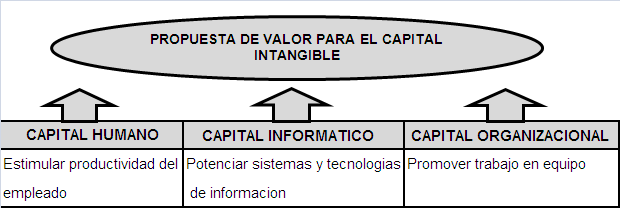 PROPUESTA DE VALOR PARA EL CAPITAL
INTANGIBLE
CAPITAL HUMANO
CAPITAL INFORMATICO
CAPITAL ORGANIZACIONAL
Estimular productividad del
empleado
Potenciar sistemas y tecnologias
de informacion
Promover trabajo en equipo